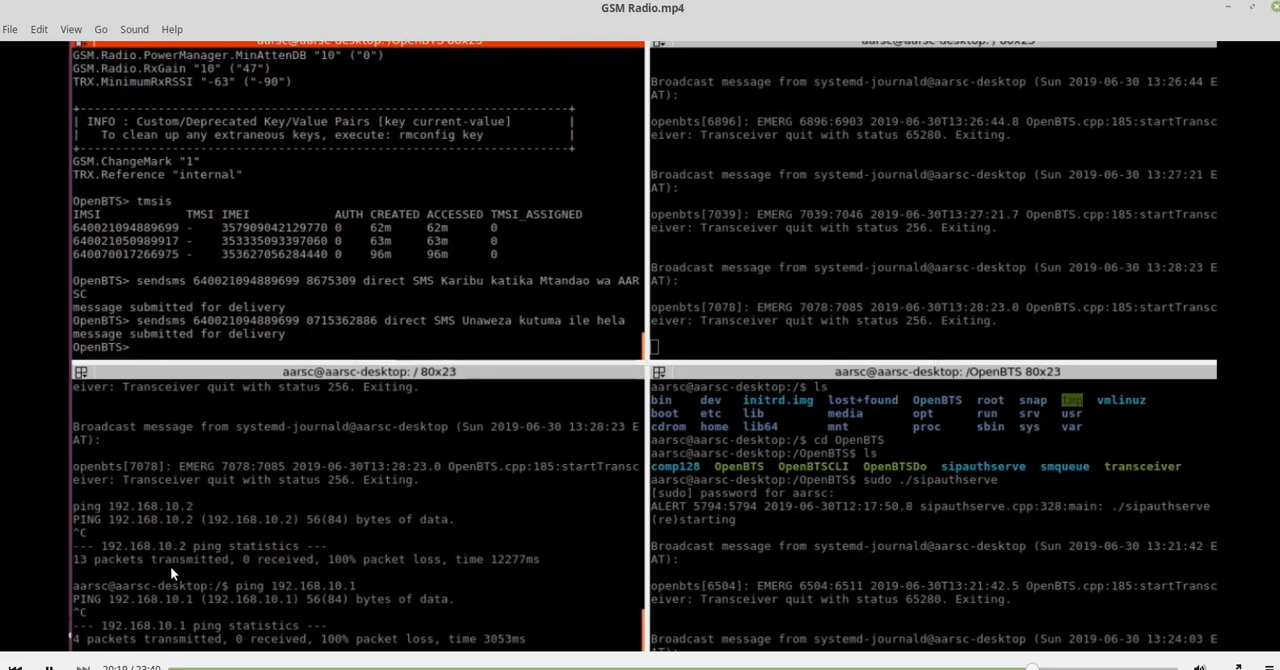 GSM Radio.mp4
File Edit View Go Sound Help
aarsc@aarsc-desktop: /OpenBTS 80x23
GSM.Radio.PowerManager.MinAttenDB "10" ("0")
GSM.Radio.RxGain "10" ("47")
TRX.MinimumRxRSSI "-63" ("-90")
+----------------------------------------------------------+
| INFO : Custom/Deprecated Key/Value Pairs [key current-value] |
| To clean up any extraneous keys, execute: rmconfig key |
+----------------------------------------------------------+
GSM.ChangeMark "1"
TRX.Reference "internal"
OpenBTS> tmsis
IMSI TMSI IMEI AUTH CREATED ACCESSED TMSI_ASSIGNED
640021094889699 - 357909042129770 0 62m 62m 0
640021050989917 - 353335093397060 0 63m 63m 0
640070017266975 - 353627056284440 0 96m 96m 0
OpenBTS> sendsms 640021094889699 8675309 direct SMS Karibu katika Mtandao wa AAR
SC
message submitted for delivery
OpenBTS> sendsms 640021094889699 0715362886 direct SMS Unaweza kutuma ile hela
message submitted for delivery
OpenBTS>
aarsc@aarsc-desktop: / 80x23
Broadcast message from systemd-journald@aarsc-desktop (Sun 2019-06-30 13:26:44 E
AT):
openbts[6896]: EMERG 6896:6903 2019-06-30T13:26:44.8 OpenBTS.cpp:185:startTransc
eiver: Transceiver quit with status 65280. Exiting.
Broadcast message from systemd-journald@aarsc-desktop (Sun 2019-06-30 13:27:21 E
AT):
openbts[7039]: EMERG 7039:7046 2019-06-30T13:27:21.7 OpenBTS.cpp:185:startTransc
eiver: Transceiver quit with status 256. Exiting.
Broadcast message from systemd-journald@aarsc-desktop (Sun 2019-06-30 13:28:23 E
AT):
openbts[7078]: EMERG 7078:7085 2019-06-30T13:28:23.0 OpenBTS.cpp:185:startTransc
eiver: Transceiver quit with status 256. Exiting.
aarsc@aarsc-desktop: / 80x23
eiver: Transceiver quit with status 256. Exiting.
Broadcast message from systemd-journald@aarsc-desktop (Sun 2019-06-30 13:28:23 E
AT):
openbts[7078]: EMERG 7078:7085 2019-06-30T13:28:23.0 OpenBTS.cpp:185:startTransc
eiver: Transceiver quit with status 256. Exiting.
ping 192.168.10.2
PING 192.168.10.2 (192.168.10.2) 56(84) bytes of data.
^C
--- 192.168.10.2 ping statistics ---
13 packets transmitted, 0 received, 100% packet loss, time 12277ms
aarsc@aarsc-desktop:/$ ping 192.168.10.1
PING 192.168.10.1 (192.168.10.1) 56(84) bytes of data.
^C
--- 192.168.10.1 ping statistics ---
4 packets transmitted, 0 received, 100% packet loss, time 3053ms
aarsc@aarsc-desktop: /OpenBTS 80x23
aarsc@aarsc-desktop:/$ ls
bin dev initrd.img lost+found OpenBTS root snap tmp vmlinuz
boot etc lib media opt run srv usr
cdrom home lib64 mnt proc sbin sys var
aarsc@aarsc-desktop:/$ cd OpenBTS
aarsc@aarsc-desktop:/OpenBTS$ ls
comp128 OpenBTS OpenBTSCLI OpenBTSDo sipauthserve smqueue transceiver
aarsc@aarsc-desktop:/OpenBTS$ sudo ./sipauthserve
[sudo] password for aarsc:
ALERT 5794:5794 2019-06-30T12:17:50.8 sipauthserve.cpp:328:main: ./sipauthserve
(re)starting
Broadcast message from systemd-journald@aarsc-desktop (Sun 2019-06-30 13:21:42 E
AT):
openbts[6504]: EMERG 6504:6511 2019-06-30T13:21:42.5 OpenBTS.cpp:185:startTransc
eiver: Transceiver quit with status 65280. Exiting.
Broadcast message from systemd-journald@aarsc-desktop (Sun 2019-06-30 13:24:03 E
AT):
20:19 / 23:40